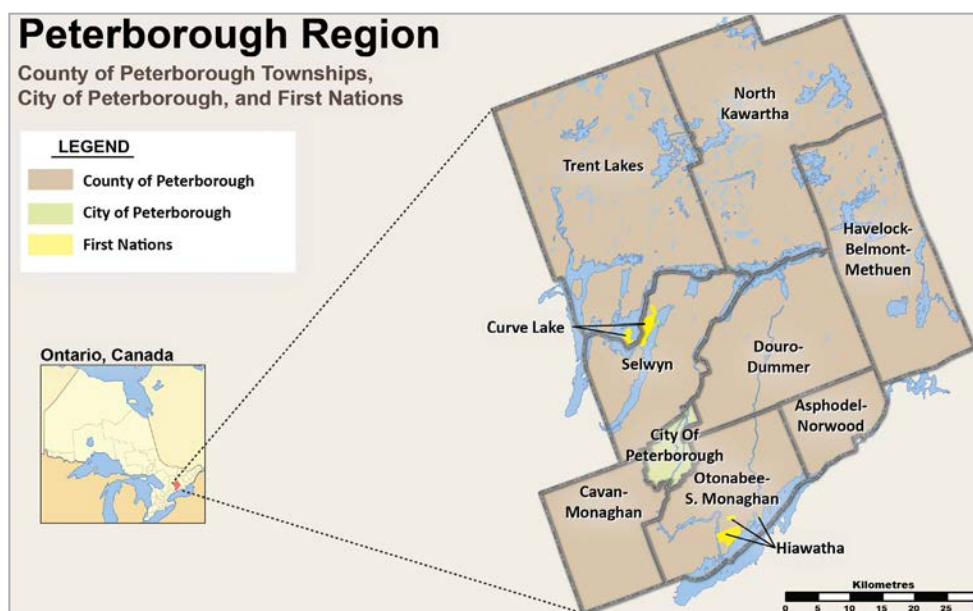 Peterborough Region
County of Peterborough Townships,
City of Peterborough, and First Nations
LEGEND
County of Peterborough
City of Peterborough
First Nations
Ontario, Canada
North
Kawartha
Trent Lakes
Havelock-
Belmont-
Methuen
Curve Lake
Selwyn
Douro-
Dummer
Asphodel-
Norwood
City Of
Peterborough
Otonabee-
S. Monaghan
Cavan-
Monaghan
Hiawatha
Kilometres
0 5 10 15 20 25